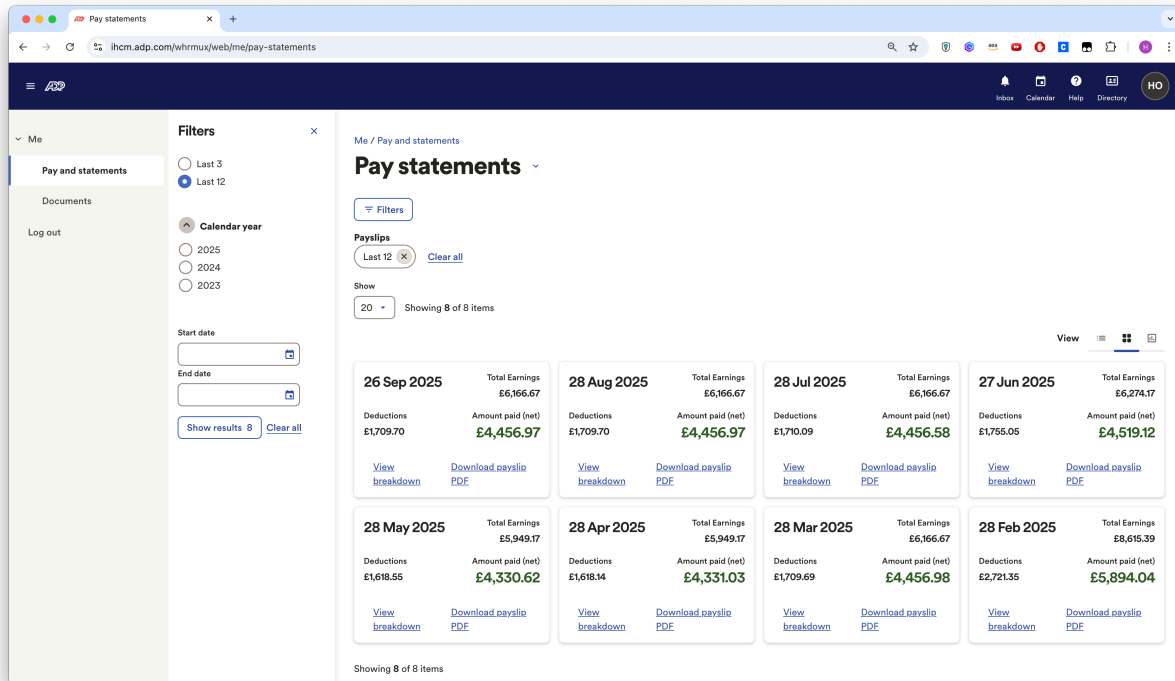 Pay statements
ihcm.adp.com/whrmux/web/me/pay-statements
H
ADP
Inbox
Calendar
Help
Directory
HO
Me
Pay and statements
Documents
Log out
Filters
Last 3
Last 12
Calendar year
2025
2024
2023
Start date
End date
Show results 8 Clear all
Me / Pay and statements
Pay statements
Filters
Payslips
Last 12 Clear all
Show
20 Showing 8 of 8 items
View
26 Sep 2025 Total Earnings
£6,166.67
Deductions Amount paid (net)
£1,709.70 £4,456.97
View breakdown Download payslip PDF
28 Aug 2025 Total Earnings
£6,166.67
Deductions Amount paid (net)
£1,709.70 £4,456.97
View breakdown Download payslip PDF
28 Jul 2025 Total Earnings
£6,166.67
Deductions Amount paid (net)
£1,710.09 £4,456.58
View breakdown Download payslip PDF
27 Jun 2025 Total Earnings
£6,274.17
Deductions Amount paid (net)
£1,755.05 £4,519.12
View breakdown Download payslip PDF
28 May 2025 Total Earnings
£5,949.17
Deductions Amount paid (net)
£1,618.55 £4,330.62
View breakdown Download payslip PDF
28 Apr 2025 Total Earnings
£5,949.17
Deductions Amount paid (net)
£1,618.14 £4,331.03
View breakdown Download payslip PDF
28 Mar 2025 Total Earnings
£6,166.67
Deductions Amount paid (net)
£1,709.69 £4,456.98
View breakdown Download payslip PDF
28 Feb 2025 Total Earnings
£8,615.39
Deductions Amount paid (net)
£2,721.35 £5,894.04
View breakdown Download payslip PDF
Showing 8 of 8 items